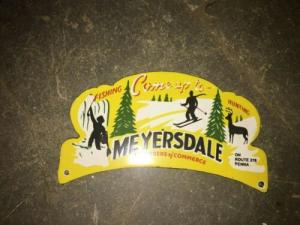 FISHING
Come up to-
HUNTING
MEYERSDALE
CHAMBER of COMMERCE
ON
ROUTE 219
PENNA.